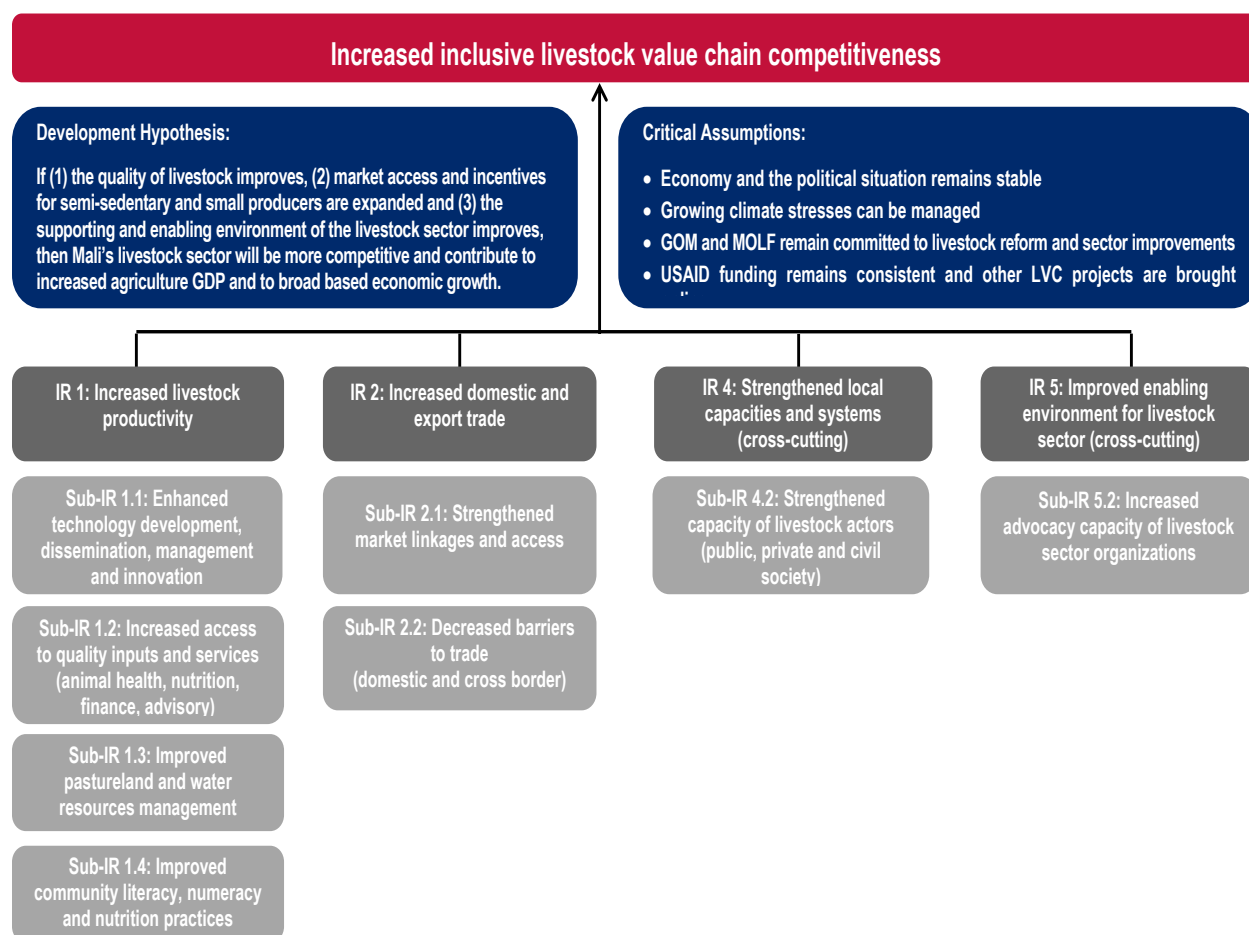 Increased inclusive livestock value chain competitiveness
Development Hypothesis:
If (1) the quality of livestock improves, (2) market access and incentives
for semi-sedentary and small producers are expanded and (3) the
supporting and enabling environment of the livestock sector improves,
then Mali's livestock sector will be more competitive and contribute to
increased agriculture GDP and to broad based economic growth.
Critical Assumptions:
• Economy and the political situation remains stable
• Growing climate stresses can be managed
• GOM and MOLF remain committed to livestock reform and sector improvements
• USAID funding remains consistent and other LVC projects are brought
IR 1: Increased livestock
productivity
IR 2: Increased domestic and
export trade
IR 4: Strengthened local
capacities and systems
(cross-cutting)
IR 5: Improved enabling
environment for livestock
sector (cross-cutting)
Sub-IR 1.1: Enhanced
technology development,
dissemination, management
and innovation
Sub-IR 2.1: Strengthened
market linkages and access
Sub-IR 4.2: Strengthened
capacity of livestock actors
(public, private and civil
society)
Sub-IR 5.2: Increased
advocacy capacity of livestock
sector organizations
Sub-IR 1.2: Increased access
to quality inputs and services
(animal health, nutrition,
finance, advisory)
Sub-IR 2.2: Decreased barriers
to trade
(domestic and cross border)
Sub-IR 1.3: Improved
pastureland and water
resources management
Sub-IR 1.4: Improved
community literacy, numeracy
and nutrition practices